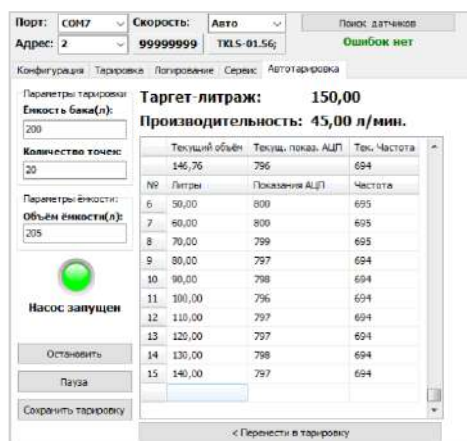 Порт: COM7 Скорость: Авто Поиск датчиков
Адрес: 2 99999999 TKLS-01.56; Ошибок нет
Конфигурация Тарировка Логирование Сервис Автотарировка
Параметры тарировки
Емкость бака(л):
200
Количество точек:
20
Параметры ёмкости:
Объём ёмкости(л):
205
Насос запущен
Остановить
Пауза
Сохранить тарировку
Таргет-литраж: 150,00
Производительность: 45,00 л/мин.
Текущий объём Текущ. показ. АЦП Тек. Частота
146,76 796 694
№ Литры Показания АЦП Частота
6 50,00 800 695
7 60,00 800 695
8 70,00 799 695
9 80,00 797 694
10 90,00 798 694
11 100,00 796 694
12 110,00 797 694
13 120,00 797 694
14 130,00 798 694
15 140,00 797 694
< Перенести в тарировку